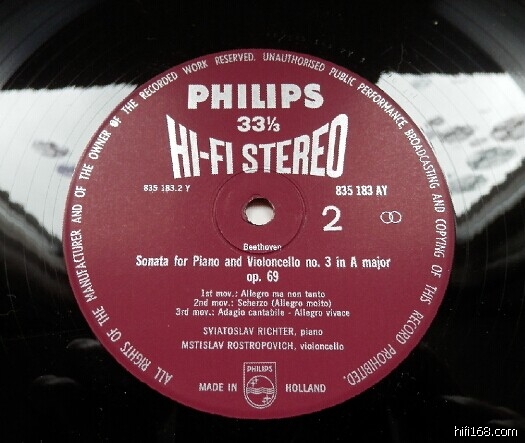 ALL RIGHTS OF THE MANUFACTURER AND OF THE OWNER OF THE RECORDED WORK RESERVED. UNAUTHORISED PUBLIC PERFORMANCE, BROADCASTING AND COPYING OF THIS RECORD PROHIBITED.
PHILIPS
33⅓
HI-FI STEREO
835 183.2 Y
835 183 AY
2
Beethoven
Sonata for Piano and Violoncello no. 3 in A major
op. 69
1st mov.: Allegro ma non tanto
2nd mov.: Scherzo (Allegro molto)
3rd mov.: Adagio cantabile - Allegro vivace
SVIATOSLAV RICHTER, piano
MSTISLAV ROSTROPOVICH, violoncello
PHILIPS
MADE IN HOLLAND
hifi168.com